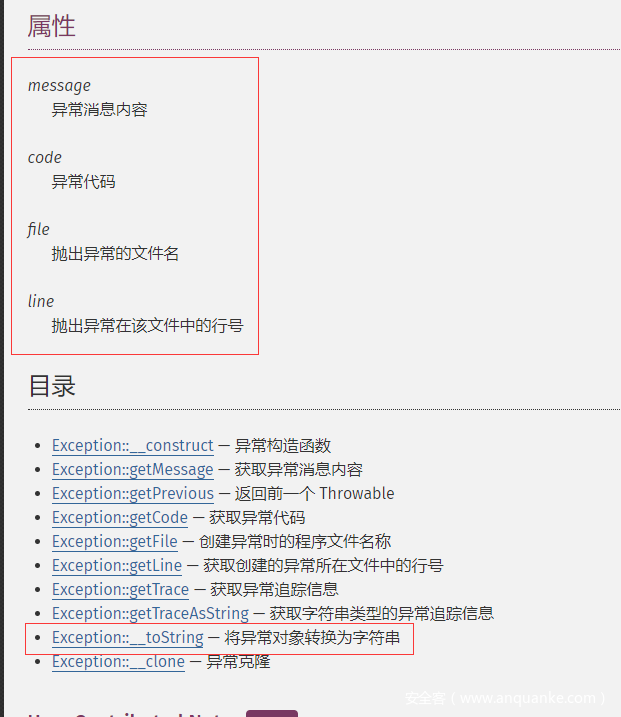 属性
message
异常消息内容
code
异常代码
file
抛出异常的文件名
line
抛出异常在该文件中的行号
目录
• Exception::__construct — 异常构造函数
• Exception::getMessage — 获取异常消息内容
• Exception::getPrevious — 返回前一个 Throwable
• Exception::getCode — 获取异常代码
• Exception::getFile — 创建异常时的程序文件名称
• Exception::getLine — 获取创建的异常所在文件中的行号
• Exception::getTrace — 获取异常追踪信息
• Exception::getTraceAsString — 获取字符串类型的异常追踪信息
• Exception::__toString — 将异常对象转换为字符串
• Exception::__clone — 异常克隆
安全客（www.anquanke.com）